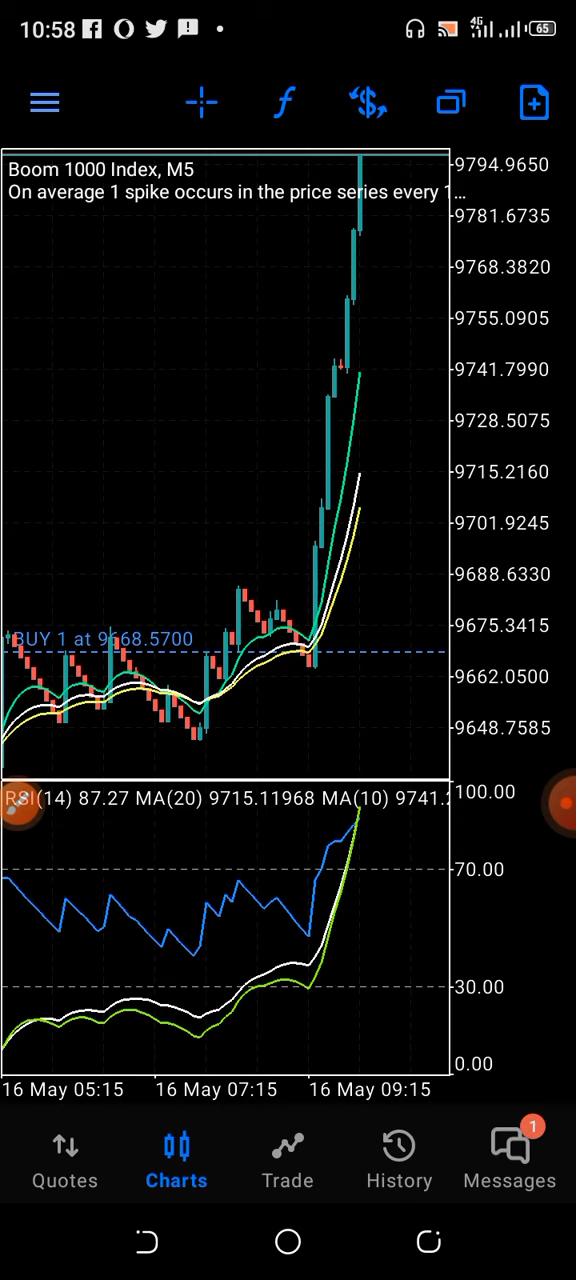 10:58
4G
65
Boom 1000 Index, M5
On average 1 spike occurs in the price series every 1...
9794.9650
9781.6735
9768.3820
9755.0905
9741.7990
9728.5075
9715.2160
9701.9245
9688.6330
9675.3415
9662.0500
9648.7585
BUY 1 at 9668.5700
RSI(14) 87.27 MA(20) 9715.11968 MA(10) 9741.
100.00
70.00
30.00
0.00
16 May 05:15
16 May 07:15
16 May 09:15
1
Quotes
Charts
Trade
History
Messages